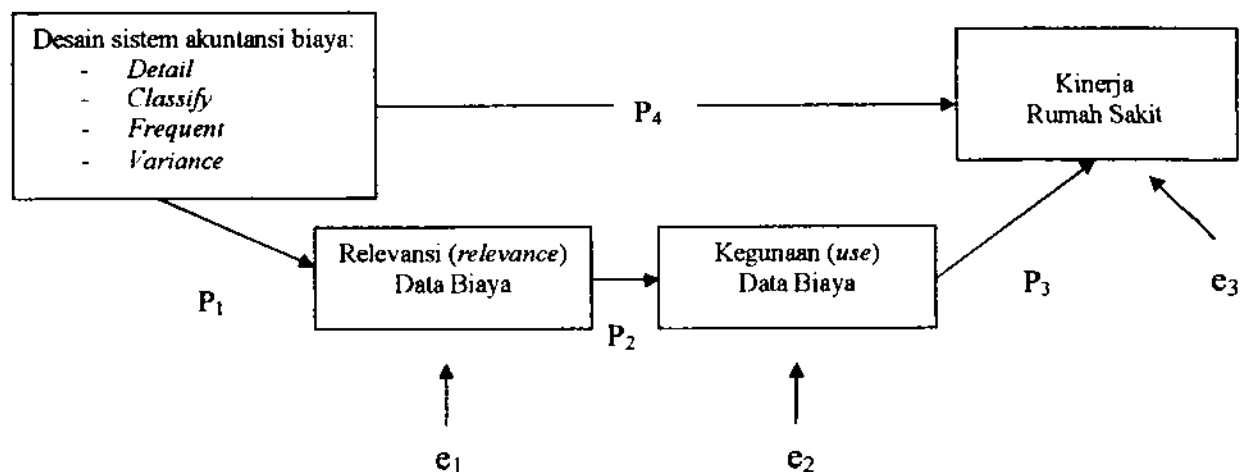 Desain sistem akuntansi biaya:
- Detail
- Classify
- Frequent
- Variance
P4
Kinerja
Rumah Sakit
Relevansi (relevance)
Data Biaya
Kegunaan (use)
Data Biaya
P1
P2
P3
e3
e1
e2